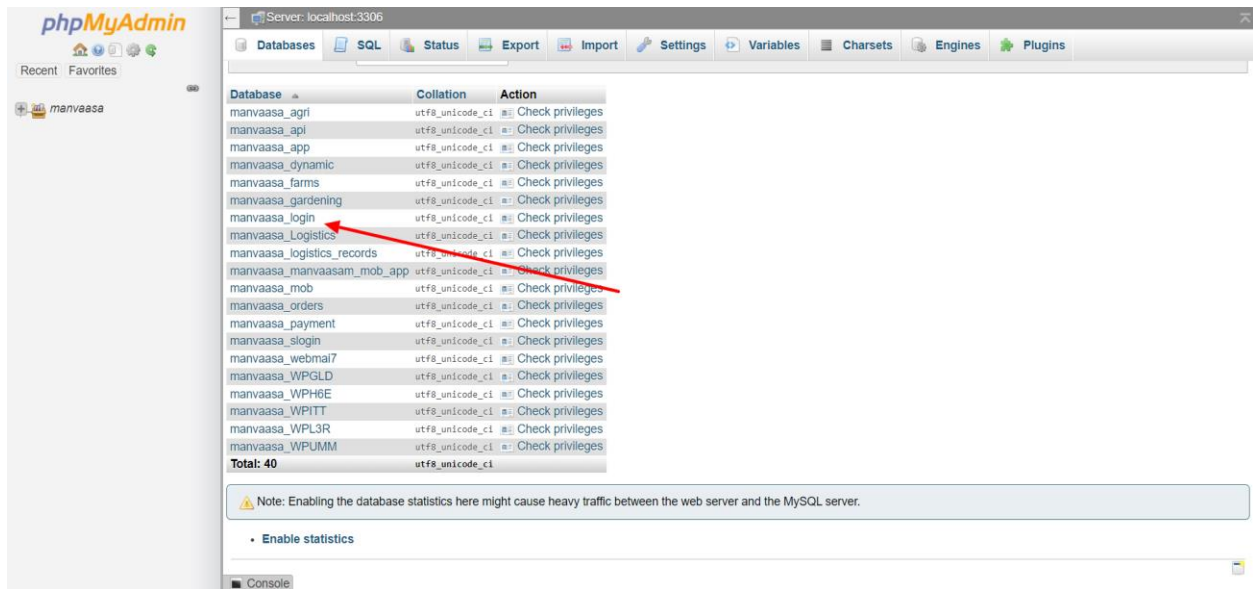 phpMyAdmin
Recent Favorites
manvaasa
Server: localhost:3306
Databases SQL Status Export Import Settings Variables Charsets Engines Plugins
Database Collation Action
manvaasa_agri utf8_unicode_ci Check privileges
manvaasa_api utf8_unicode_ci Check privileges
manvaasa_app utf8_unicode_ci Check privileges
manvaasa_dynamic utf8_unicode_ci Check privileges
manvaasa_farms utf8_unicode_ci Check privileges
manvaasa_gardening utf8_unicode_ci Check privileges
manvaasa_login utf8_unicode_ci Check privileges
manvaasa_Logistics utf8_unicode_ci Check privileges
manvaasa_logistics_records utf8_unicode_ci Check privileges
manvaasa_manvaasam_mob_app utf8_unicode_ci Check privileges
manvaasa_mob utf8_unicode_ci Check privileges
manvaasa_orders utf8_unicode_ci Check privileges
manvaasa_payment utf8_unicode_ci Check privileges
manvaasa_slogin utf8_unicode_ci Check privileges
manvaasa_webmai7 utf8_unicode_ci Check privileges
manvaasa_WPGLD utf8_unicode_ci Check privileges
manvaasa_WPH6E utf8_unicode_ci Check privileges
manvaasa_WPITT utf8_unicode_ci Check privileges
manvaasa_WPL3R utf8_unicode_ci Check privileges
manvaasa_WPUMM utf8_unicode_ci Check privileges
Total: 40 utf8_unicode_ci
Note: Enabling the database statistics here might cause heavy traffic between the web server and the MySQL server.
• Enable statistics
Console